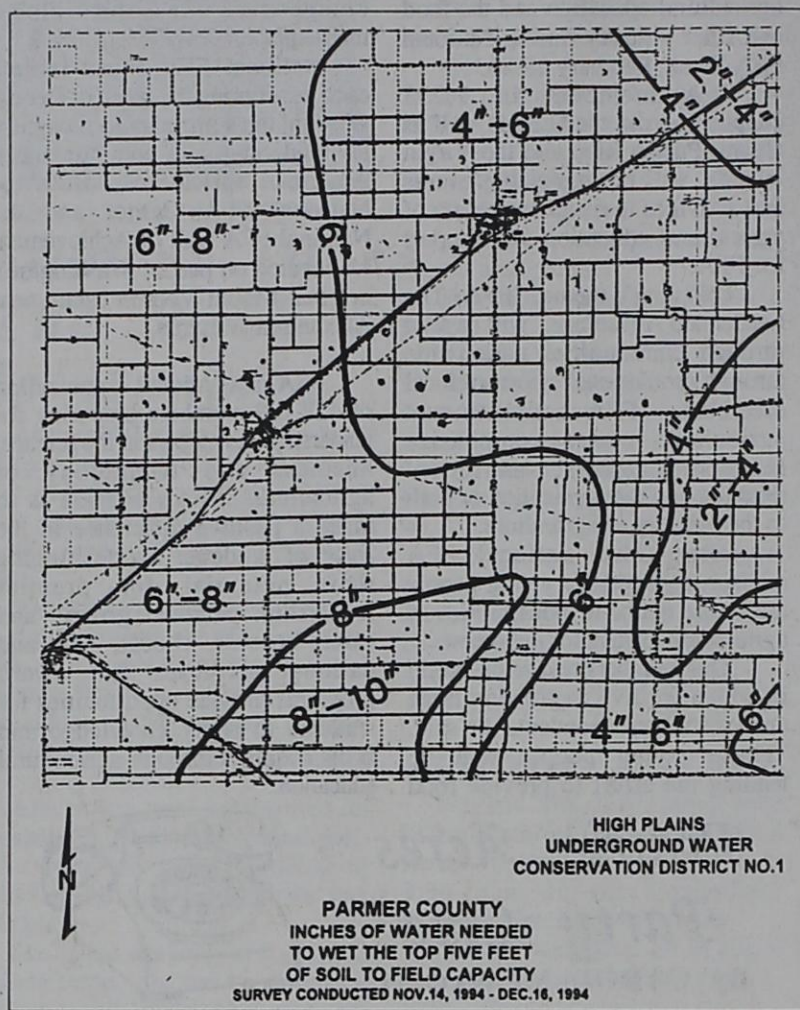 2"-4"
4"
4"-6"
6"-8"
6"
4"
2"-4"
6"-8"
8"
6"
8"-10"
4"-6"
6"
N
HIGH PLAINS
UNDERGROUND WATER
CONSERVATION DISTRICT NO.1
PARMER COUNTY
INCHES OF WATER NEEDED
TO WET THE TOP FIVE FEET
OF SOIL TO FIELD CAPACITY
SURVEY CONDUCTED NOV.14, 1994 - DEC.16, 1994